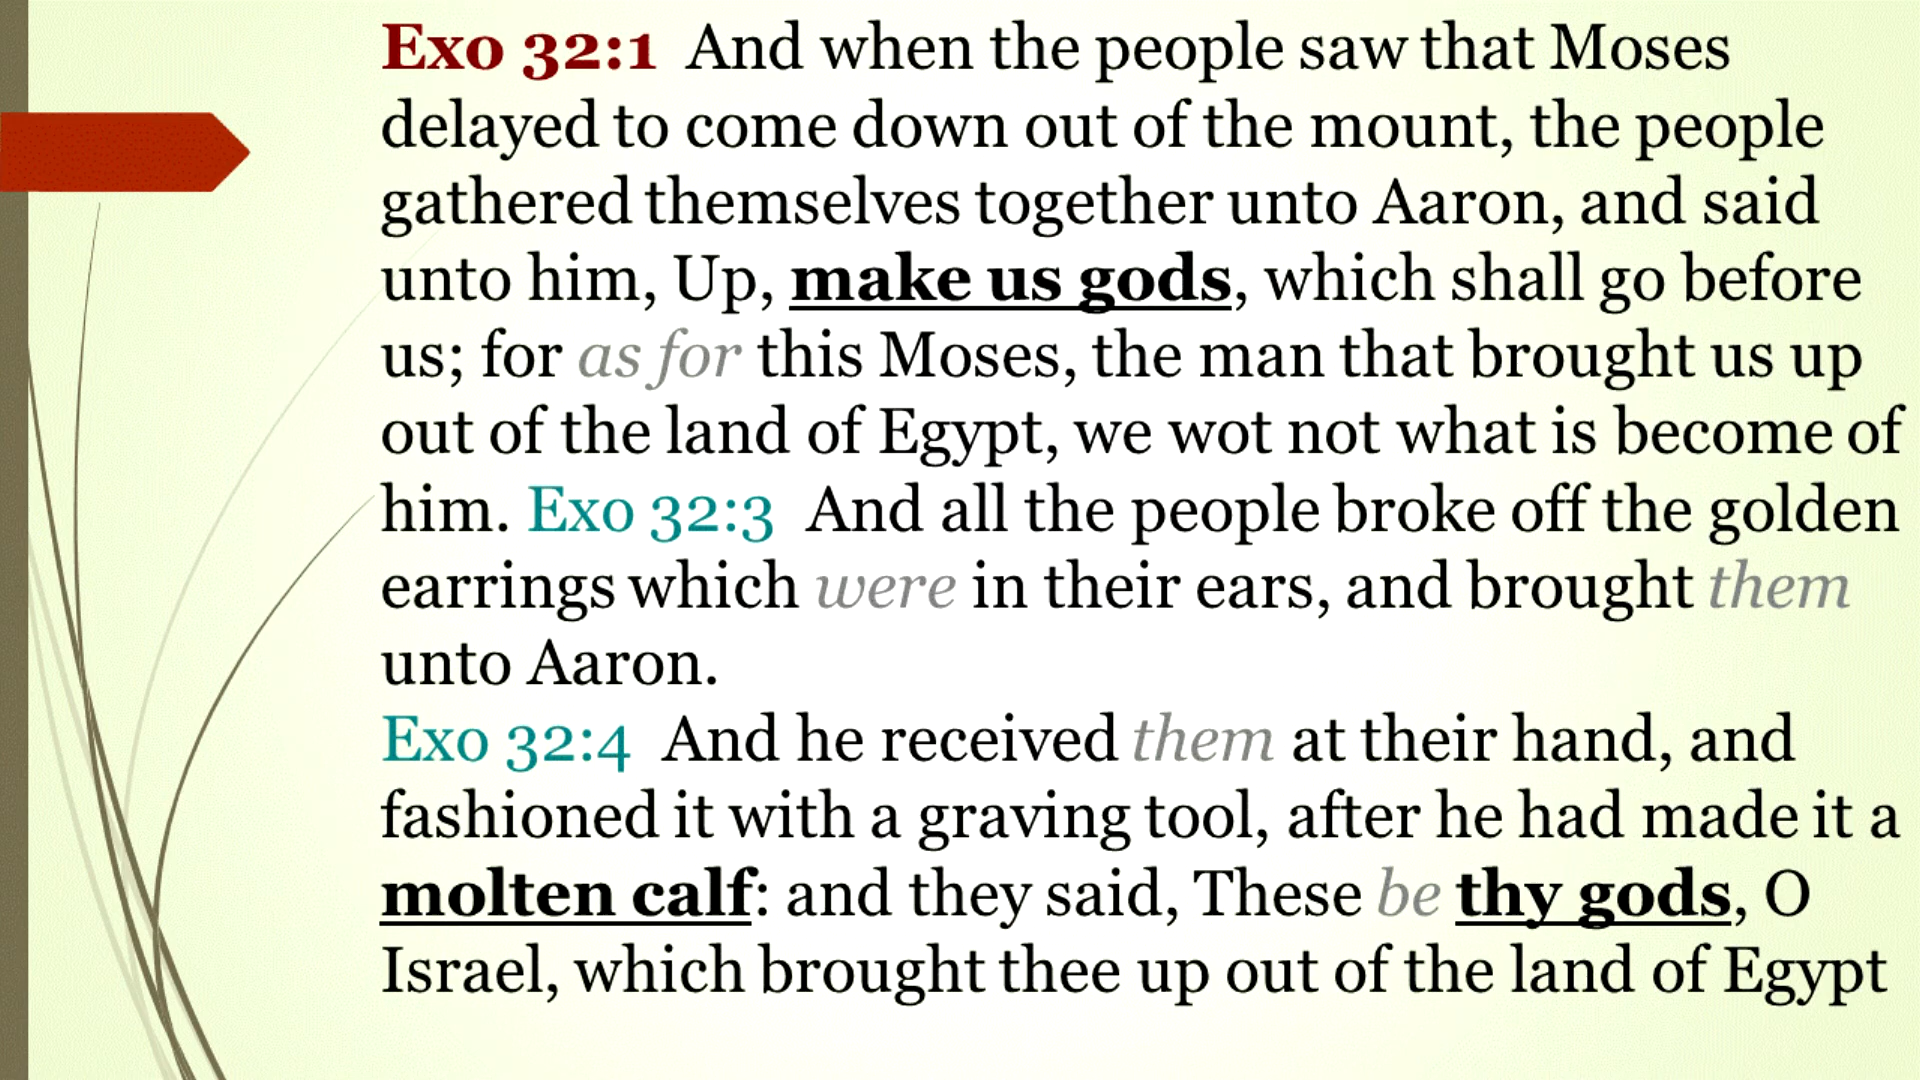 Exo 32:1 And when the people saw that Moses
delayed to come down out of the mount, the people
gathered themselves together unto Aaron, and said
unto him, Up, make us gods, which shall go before
us; for as for this Moses, the man that brought us up
out of the land of Egypt, we wot not what is become of
him. Exo 32:3 And all the people broke off the golden
earrings which were in their ears, and brought them
unto Aaron.
Exo 32:4 And he received them at their hand, and
fashioned it with a graving tool, after he had made it a
molten calf: and they said, These be thy gods, O
Israel, which brought thee up out of the land of Egypt